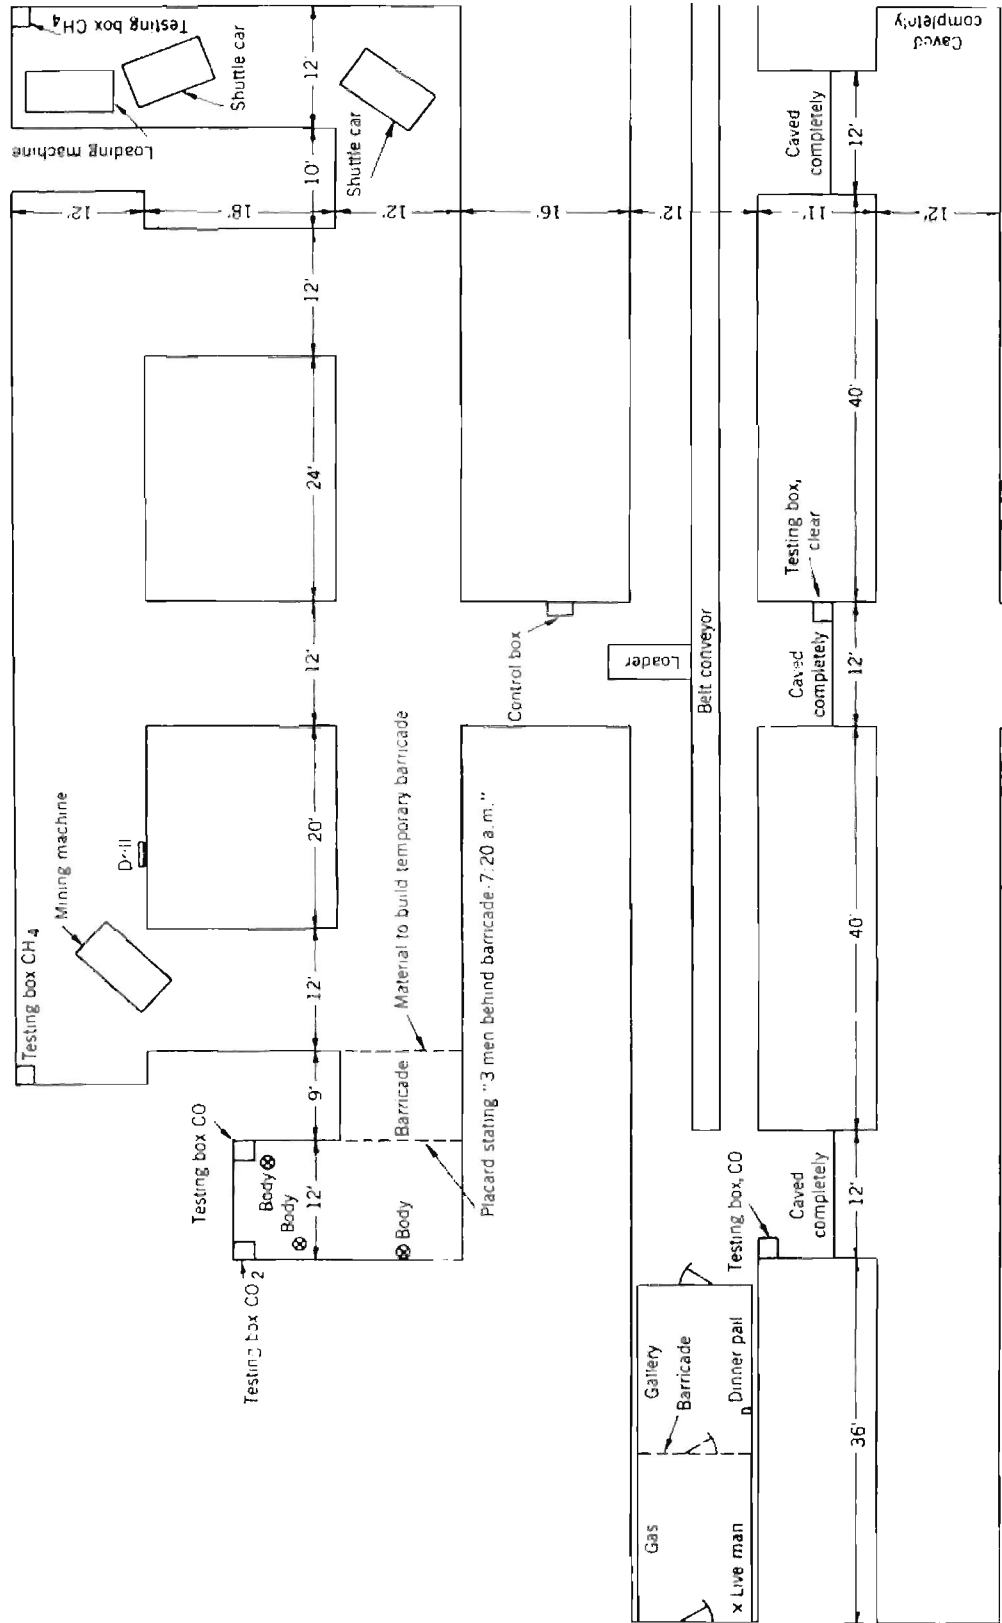 Testing box CH4
Shuttle car
Loading machine
Shuttle car
12'
10'
12'
18'
12'
16'
12'
11'
12'
Caved
completely
12'
Caved
completely
12'
24'
12'
20'
12'
9'
12'
40'
Testing box,
clear
Control box
Loader
Belt conveyor
Caved
completely
12'
Mining machine
Drill
Testing box CH4
Material to build temporary barricade
Barricade
Placard stating "3 men behind barricade-7:20 a.m."
Testing box CO
Body
Body
Body
Testing box CO2
40'
Testing box, CO
Caved
completely
12'
Gallery
Barricade
Dinner pail
Gas
x Live man
36'